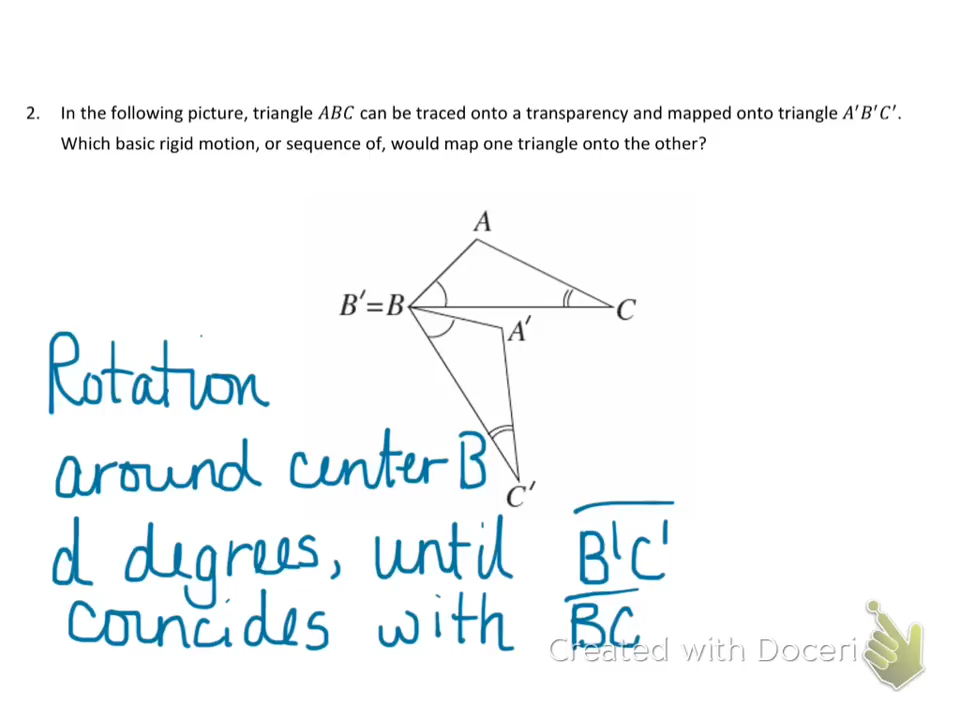 2. In the following picture, triangle ABC can be traced onto a transparency and mapped onto triangle A′B′C′.
Which basic rigid motion, or sequence of, would map one triangle onto the other?
A
B′=B
C
A′
Rotation
around center B
C′
d degrees, until B'C'
coincides with BC
Created with Doceri